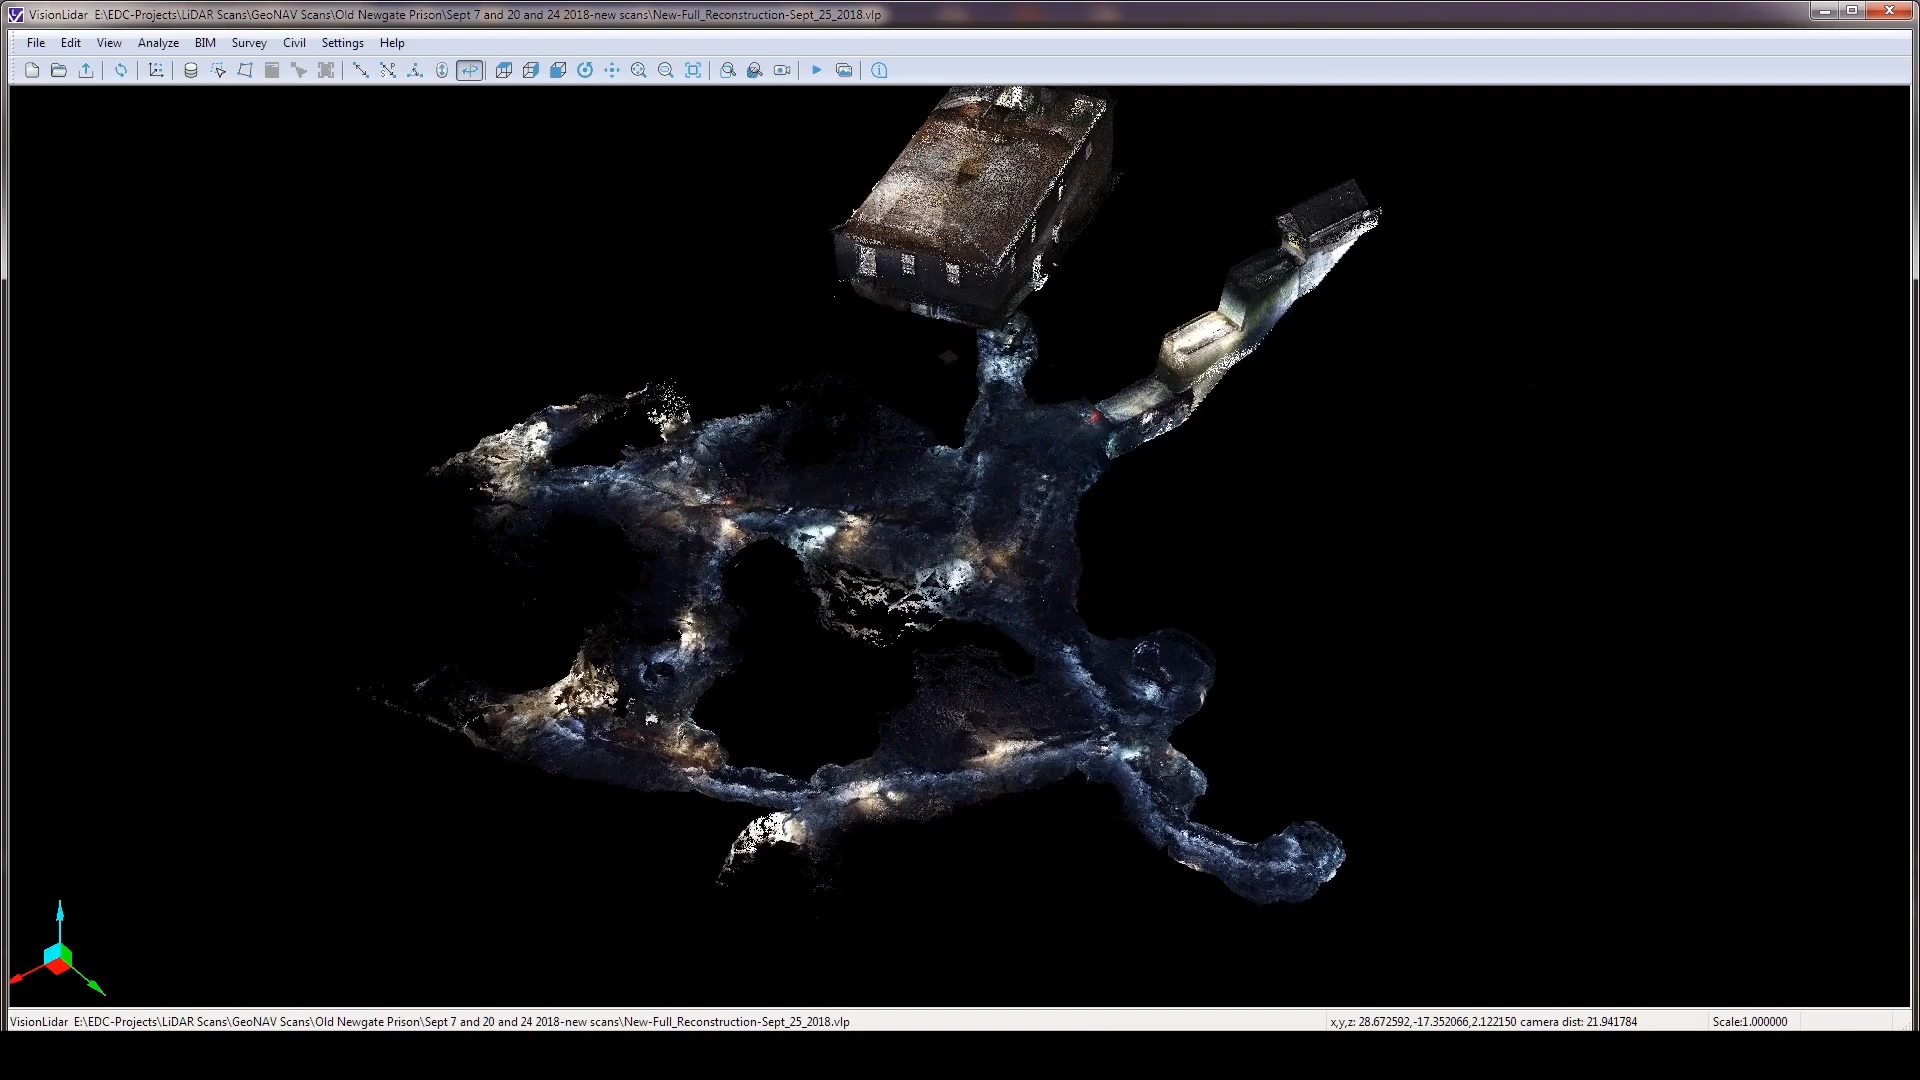 VisionLidar E:\EDC-Projects\LiDAR Scans\GeoNAV Scans\Old Newgate Prison\Sept 7 and 20 and 24 2018-new scans\New-Full_Reconstruction-Sept_25_2018.vlp
File Edit View Analyze BIM Survey Civil Settings Help
VisionLidar E:\EDC-Projects\LiDAR Scans\GeoNAV Scans\Old Newgate Prison\Sept 7 and 20 and 24 2018-new scans\New-Full_Reconstruction-Sept_25_2018.vlp x,y,z: 28.672592,-17.352066,2.122150 camera dist: 21.941784 Scale:1.000000